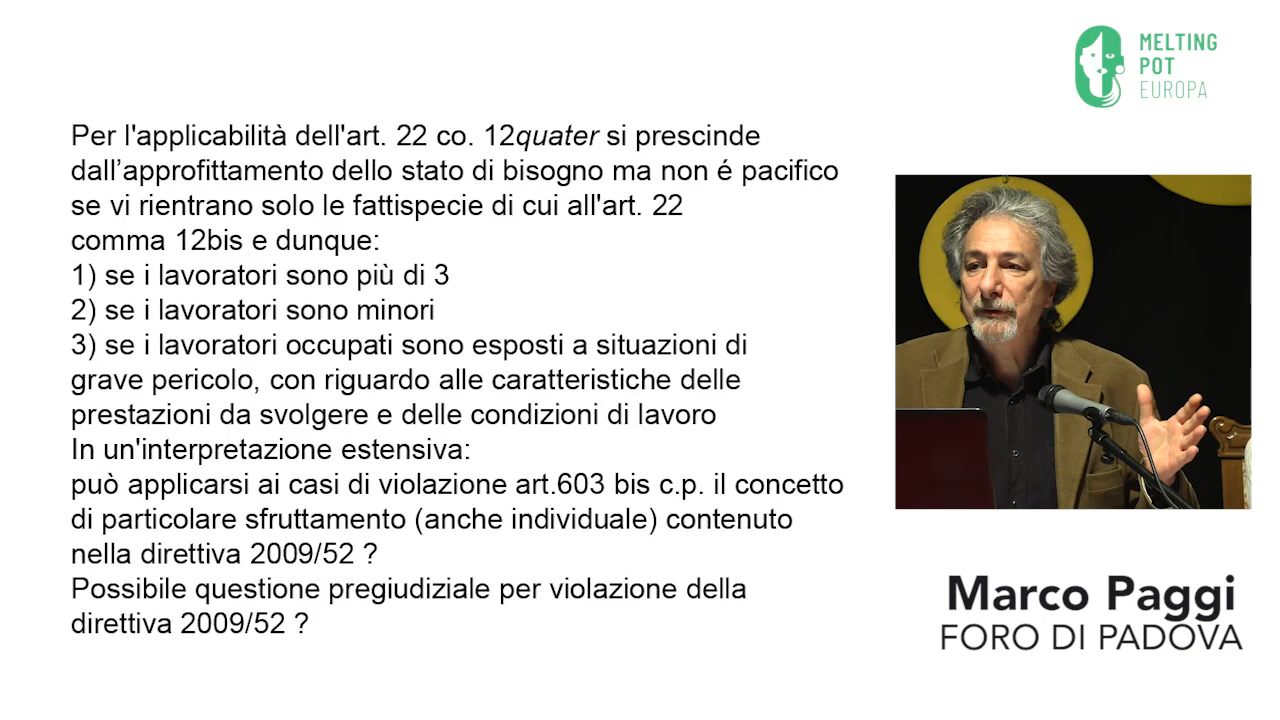 MELTING
POT
EUROPA
Per l'applicabilità dell'art. 22 co. 12quater si prescinde
dall’approfittamento dello stato di bisogno ma non é pacifico
se vi rientrano solo le fattispecie di cui all'art. 22
comma 12bis e dunque:
1) se i lavoratori sono più di 3
2) se i lavoratori sono minori
3) se i lavoratori occupati sono esposti a situazioni di
grave pericolo, con riguardo alle caratteristiche delle
prestazioni da svolgere e delle condizioni di lavoro
In un'interpretazione estensiva:
può applicarsi ai casi di violazione art.603 bis c.p. il concetto
di particolare sfruttamento (anche individuale) contenuto
nella direttiva 2009/52 ?
Possibile questione pregiudiziale per violazione della
direttiva 2009/52 ?
Marco Paggi
FORO DI PADOVA